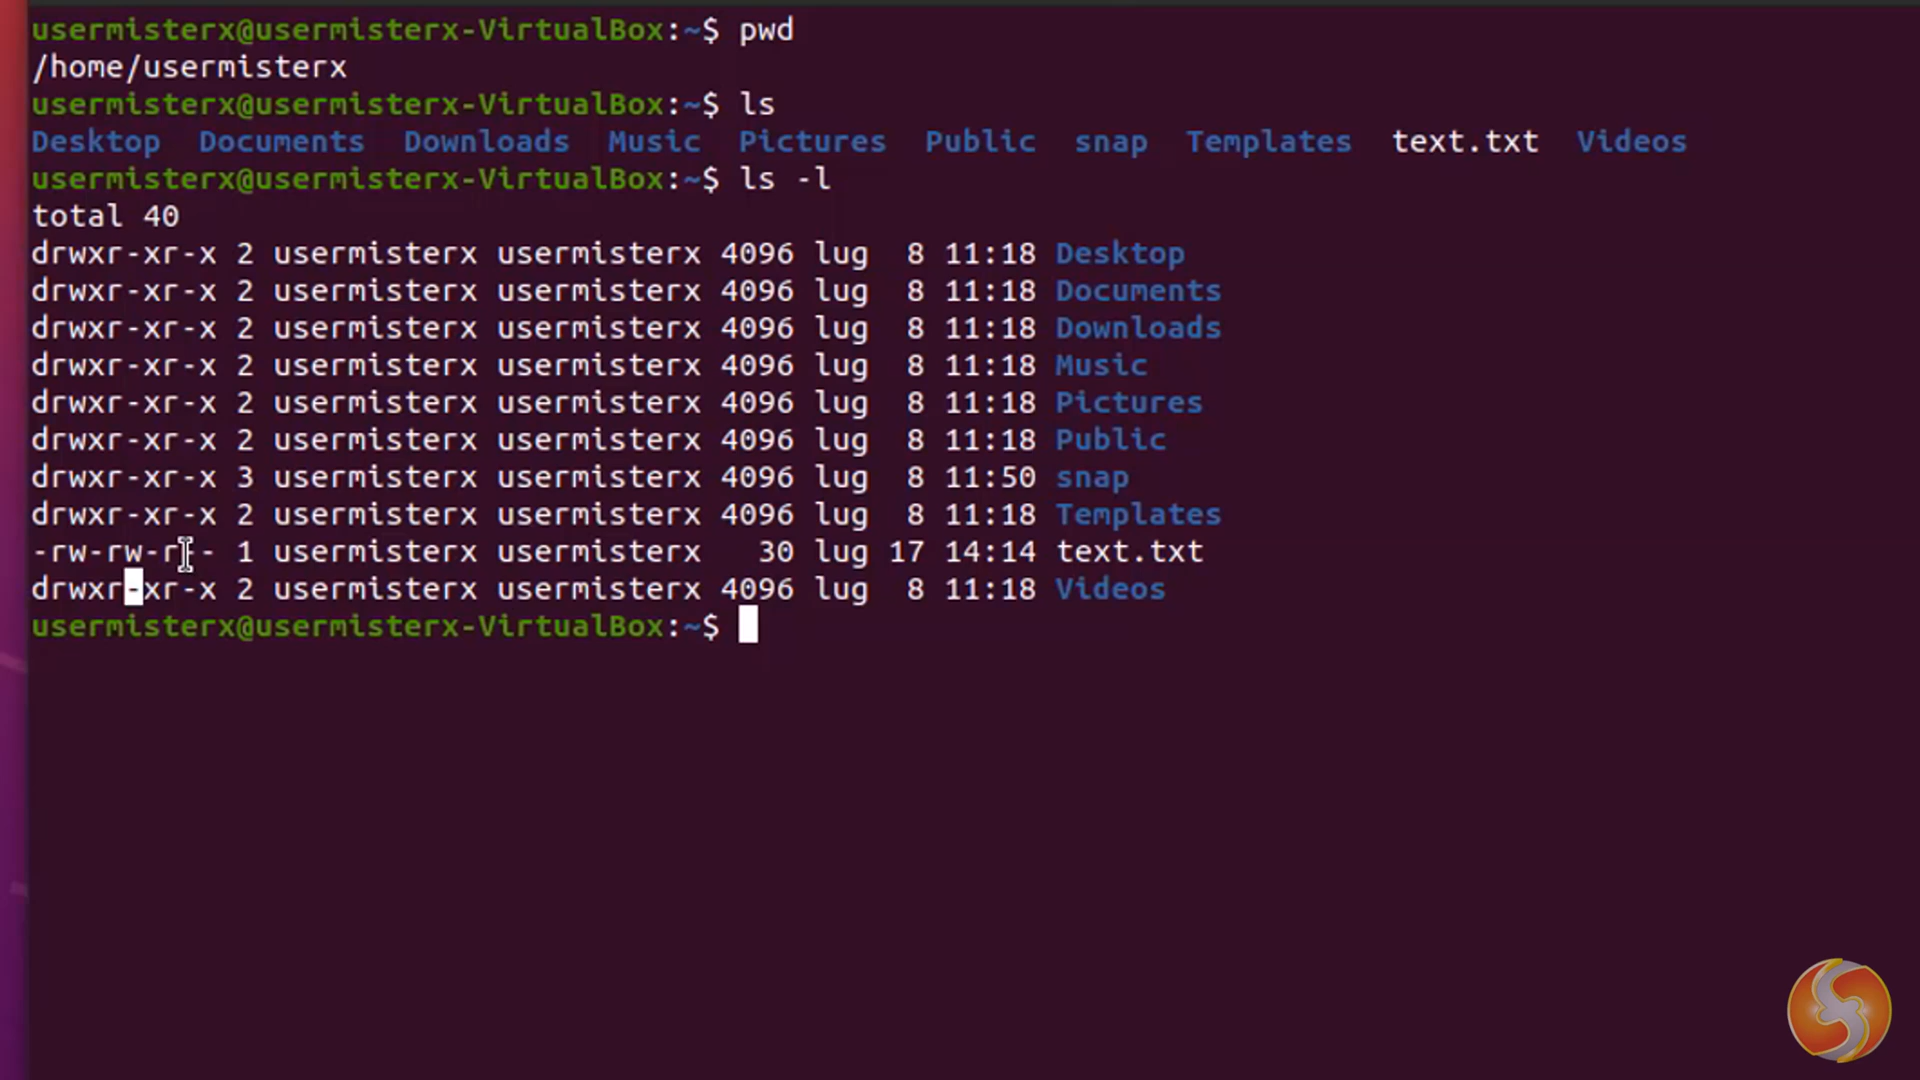 usermisterx@usermisterx-VirtualBox:~$ pwd
/home/usermisterx
usermisterx@usermisterx-VirtualBox:~$ ls
Desktop  Documents  Downloads  Music  Pictures  Public  snap  Templates  text.txt  Videos
usermisterx@usermisterx-VirtualBox:~$ ls -l
total 40
drwxr-xr-x 2 usermisterx usermisterx 4096 lug  8 11:18 Desktop
drwxr-xr-x 2 usermisterx usermisterx 4096 lug  8 11:18 Documents
drwxr-xr-x 2 usermisterx usermisterx 4096 lug  8 11:18 Downloads
drwxr-xr-x 2 usermisterx usermisterx 4096 lug  8 11:18 Music
drwxr-xr-x 2 usermisterx usermisterx 4096 lug  8 11:18 Pictures
drwxr-xr-x 2 usermisterx usermisterx 4096 lug  8 11:18 Public
drwxr-xr-x 3 usermisterx usermisterx 4096 lug  8 11:50 snap
drwxr-xr-x 2 usermisterx usermisterx 4096 lug  8 11:18 Templates
-rw-rw-r-- 1 usermisterx usermisterx   30 lug 17 14:14 text.txt
drwxr-xr-x 2 usermisterx usermisterx 4096 lug  8 11:18 Videos
usermisterx@usermisterx-VirtualBox:~$